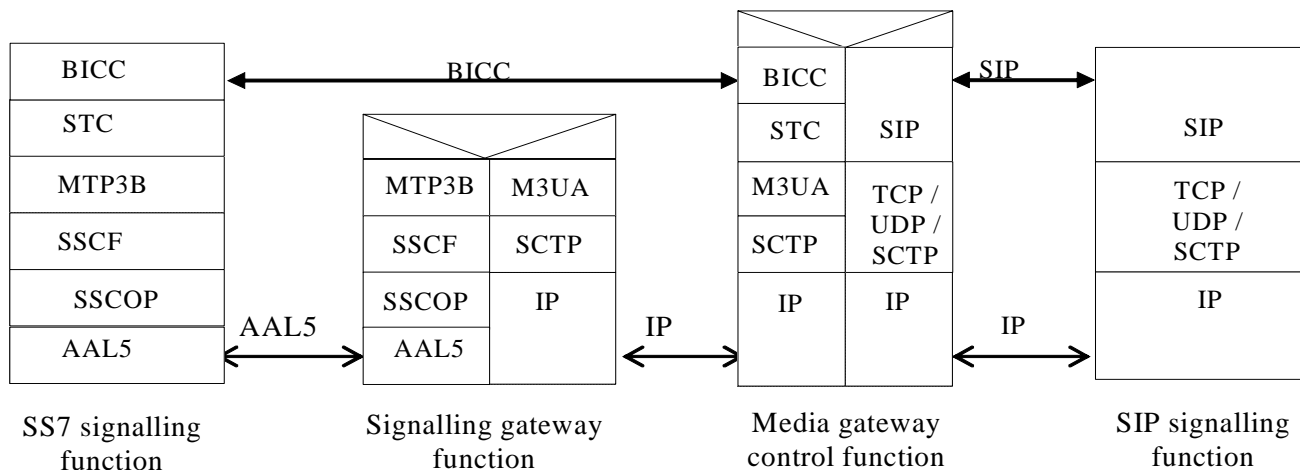 BICC
STC
MTP3B
SSCF
SSCOP
AAL5
BICC
AAL5
MTP3B
M3UA
SSCF
SCTP
SSCOP
IP
AAL5
IP
BICC
STC
SIP
M3UA
TCP /
UDP /
SCTP
SCTP
IP
IP
SIP
IP
SIP
TCP /
UDP /
SCTP
IP
SS7 signalling
function
Signalling gateway
function
Media gateway
control function
SIP signalling
function